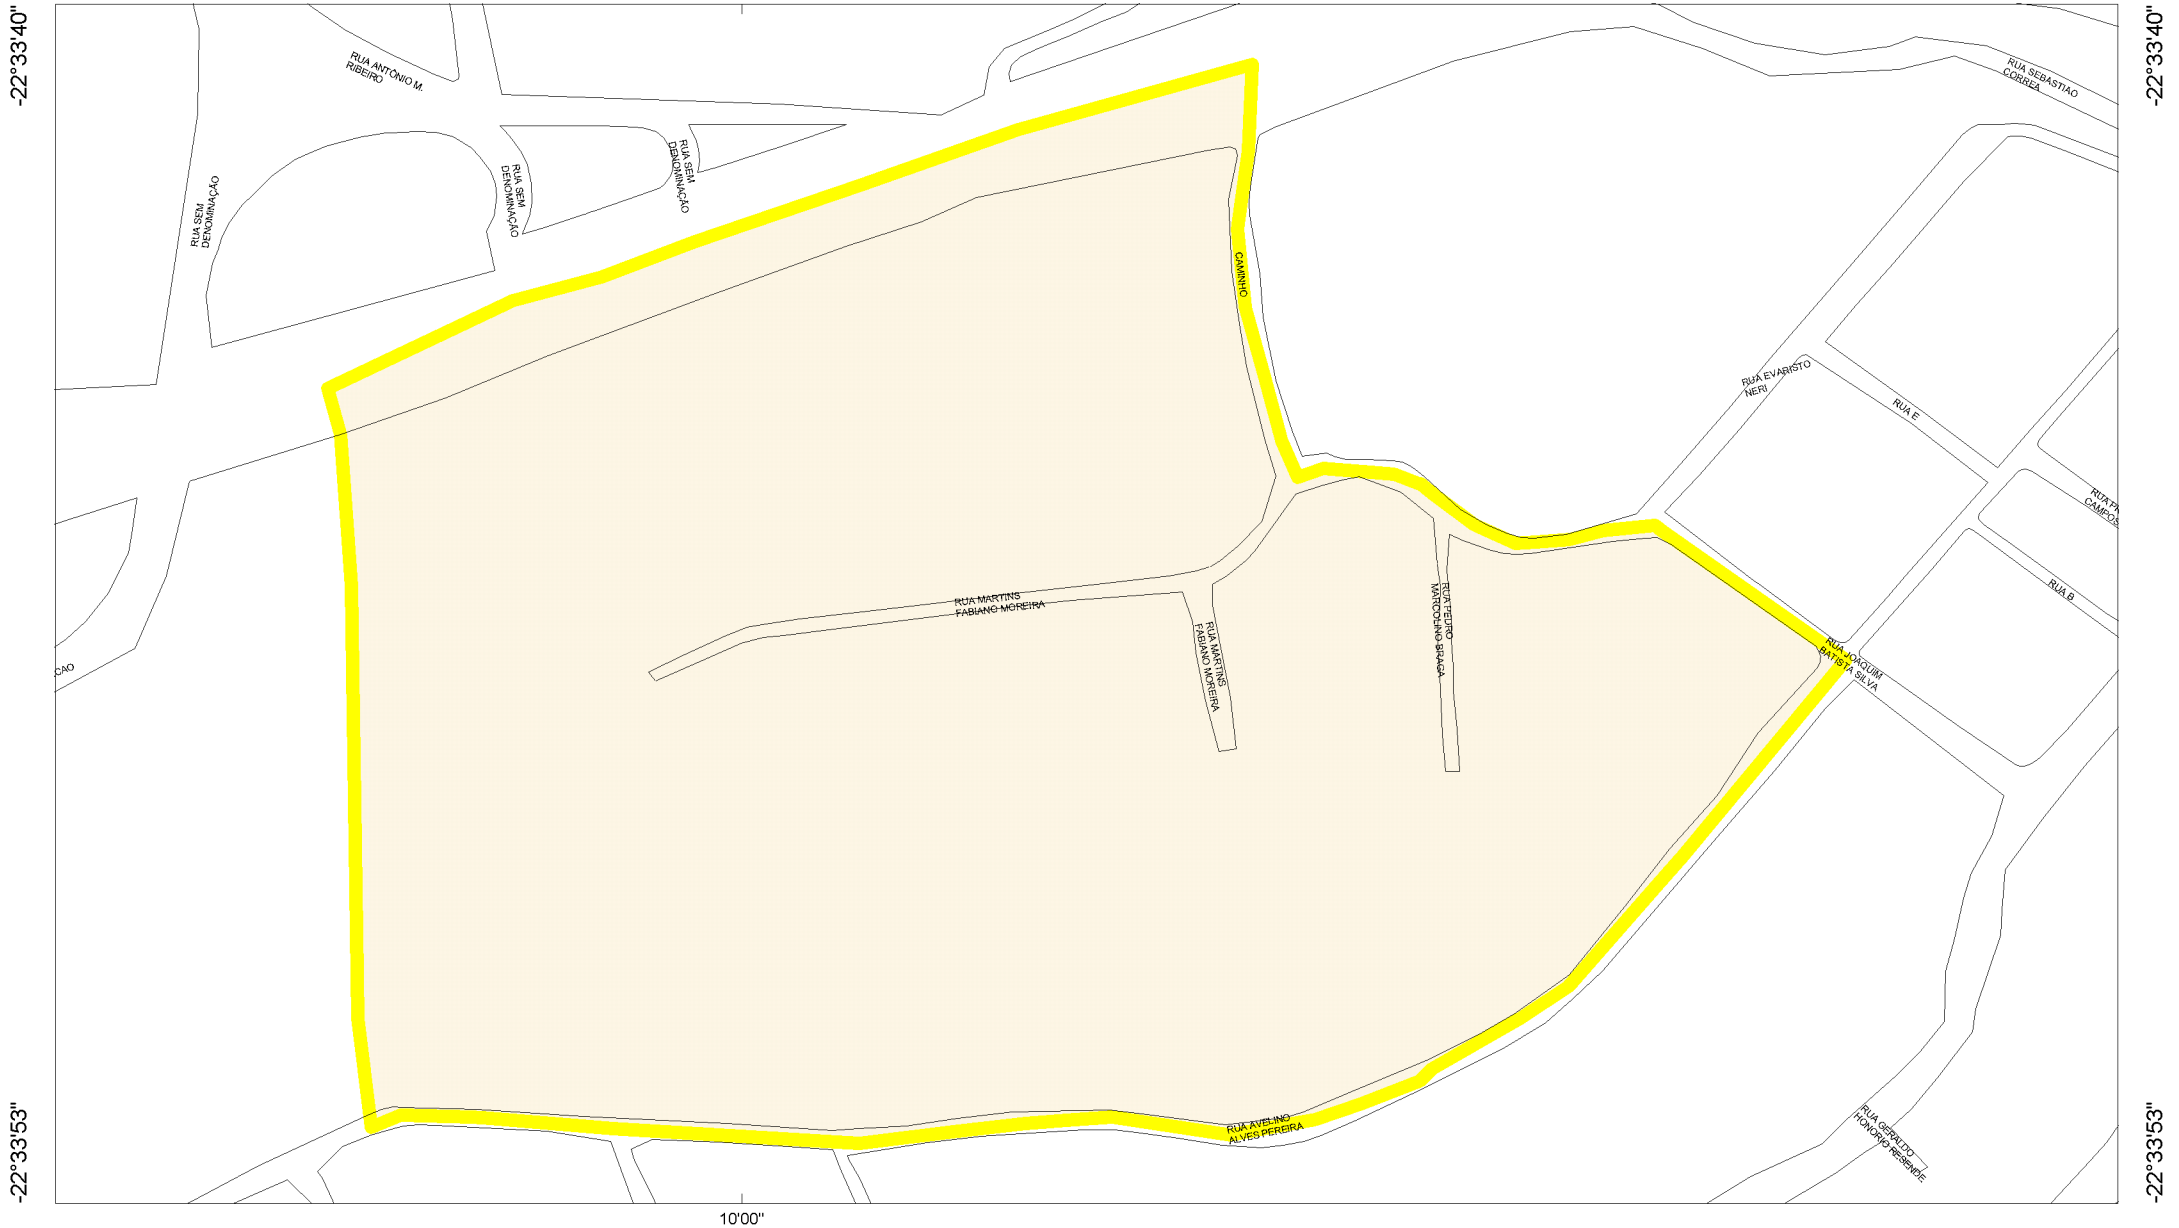 -22°33'40"
-22°33'40"
RUA ANTÔNIO M.
RIBEIRO
RUA SEBASTIAO
CORREA
RUA SEM
DENOMINAÇÃO
RUA SEM
DENOMINAÇÃO
RUA SEM
DENOMINAÇÃO
CAMINHO
RUA EVARISTO
NERI
RUA E
CAMPOS
RUA B
RUA MARTINS
FABIANO MOREIRA
RUA MARTINS
FABIANO MOREIRA
RUA PEDRO
MARCOLINO BRAGA
RUA JOAQUIM
BATISTA SILVA
CAO
RUA AVELINO
ALVES PEREIRA
RUA GERALDO
HONORIO RESENDE
-22°33'53"
-22°33'53"
10'00"